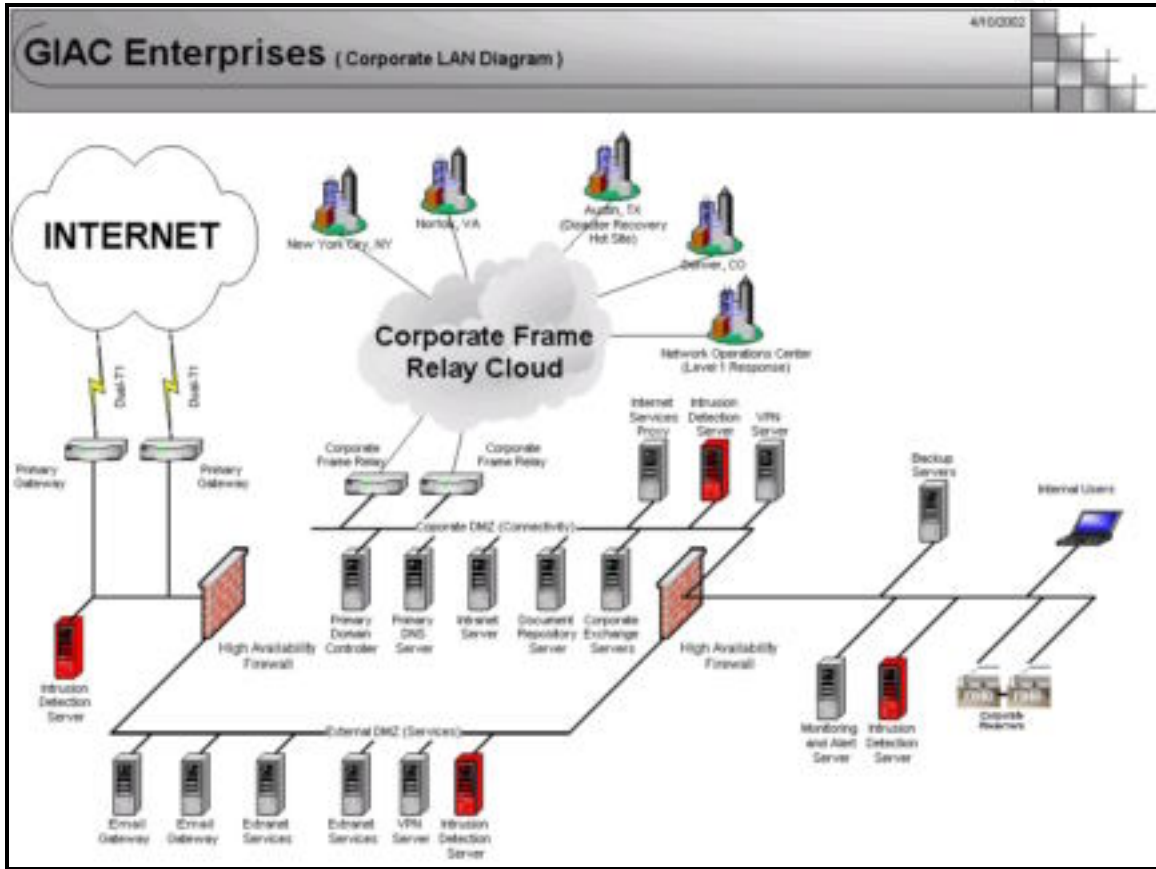 4/10/2002
GIAC Enterprises ( Corporate LAN Diagram )
INTERNET
New York City, NY
Norfolk, VA
Austin, TX
(Disaster Recovery
Hot Site)
Denver, CO
Corporate Frame
Relay Cloud
Network Operations Center
(Level 1 Response)
Dual-T1
Dual-T1
Primary
Gateway
Primary
Gateway
Corporate
Frame Relay
Corporate
Frame Relay
Internet
Services
Proxy
Intrusion
Detection
Server
VPN
Server
Backup
Servers
Internal Users
Coporate DMZ (Connectivity)
High Availability
Firewall
Primary
Domain
Controller
Primary
DNS
Server
Intranet
Server
Document
Repository
Server
Corporate
Exchange
Servers
High Availability
Firewall
Intrusion
Detection
Server
Monitoring
and Alert
Server
Intrusion
Detection
Server
Corporate
External DMZ (Services)
Email
Gateway
Email
Gateway
Extranet
Services
Extranet
Services
VPN
Server
Intrusion
Detection
Server